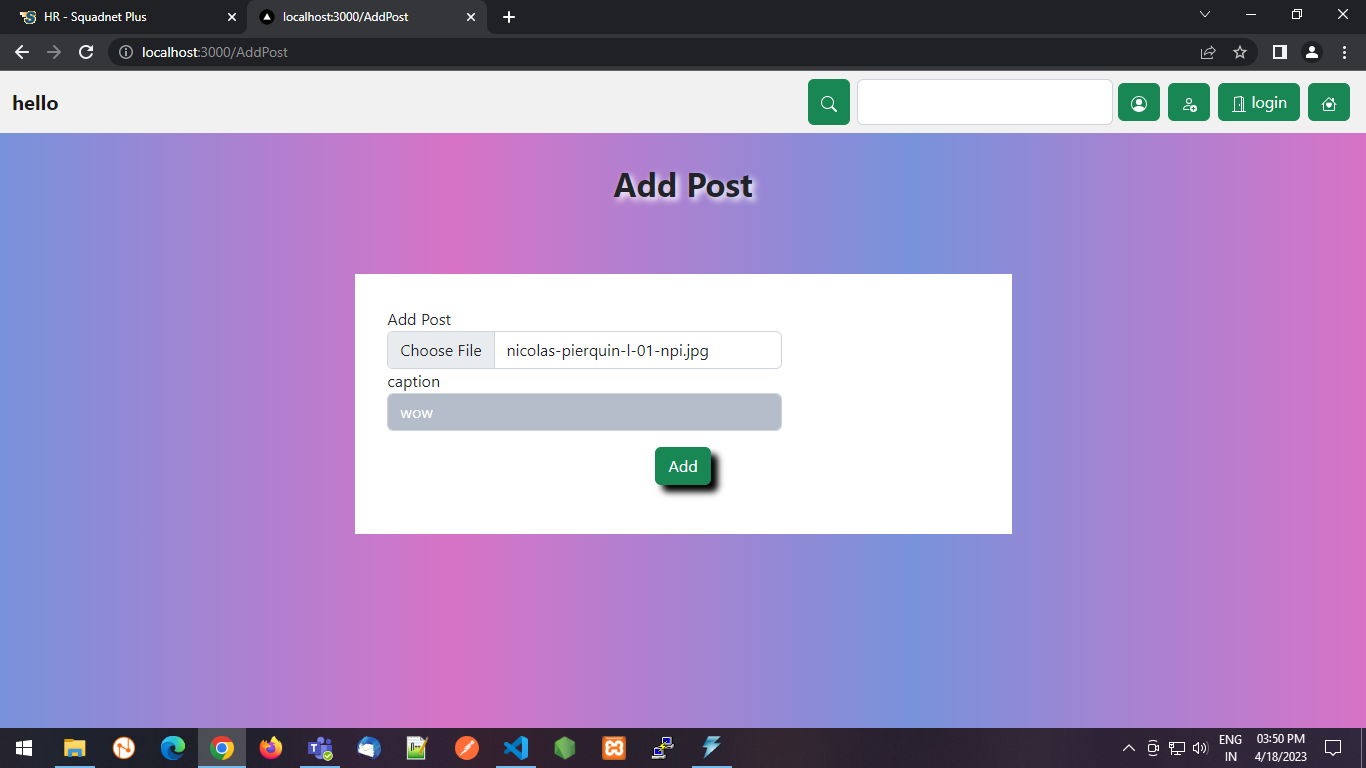 HR - Squadnet Plus
localhost:3000/AddPost
localhost:3000/AddPost
hello
login
Add Post
Add Post
Choose File
nicolas-pierquin-l-01-npi.jpg
caption
wow
Add
ENG
IN
03:50 PM
4/18/2023